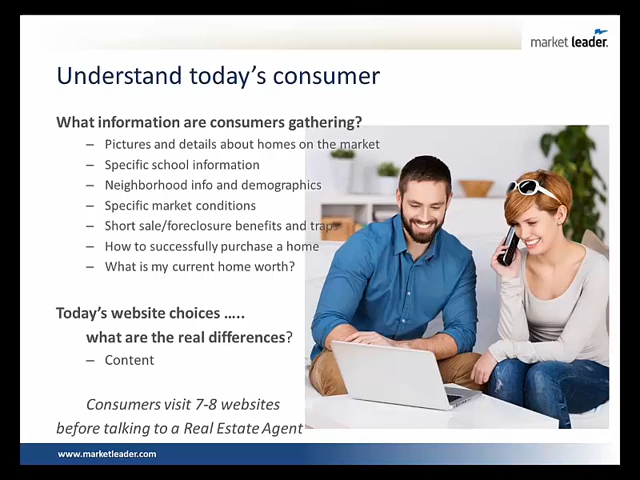 market leader.
Understand today's consumer
What information are consumers gathering?
– Pictures and details about homes on the market
– Specific school information
– Neighborhood info and demographics
– Specific market conditions
– Short sale/foreclosure benefits and traps
– How to successfully purchase a home
– What is my current home worth?
Today's website choices .....
what are the real differences?
– Content
Consumers visit 7-8 websites
before talking to a Real Estate Agent
www.marketleader.com